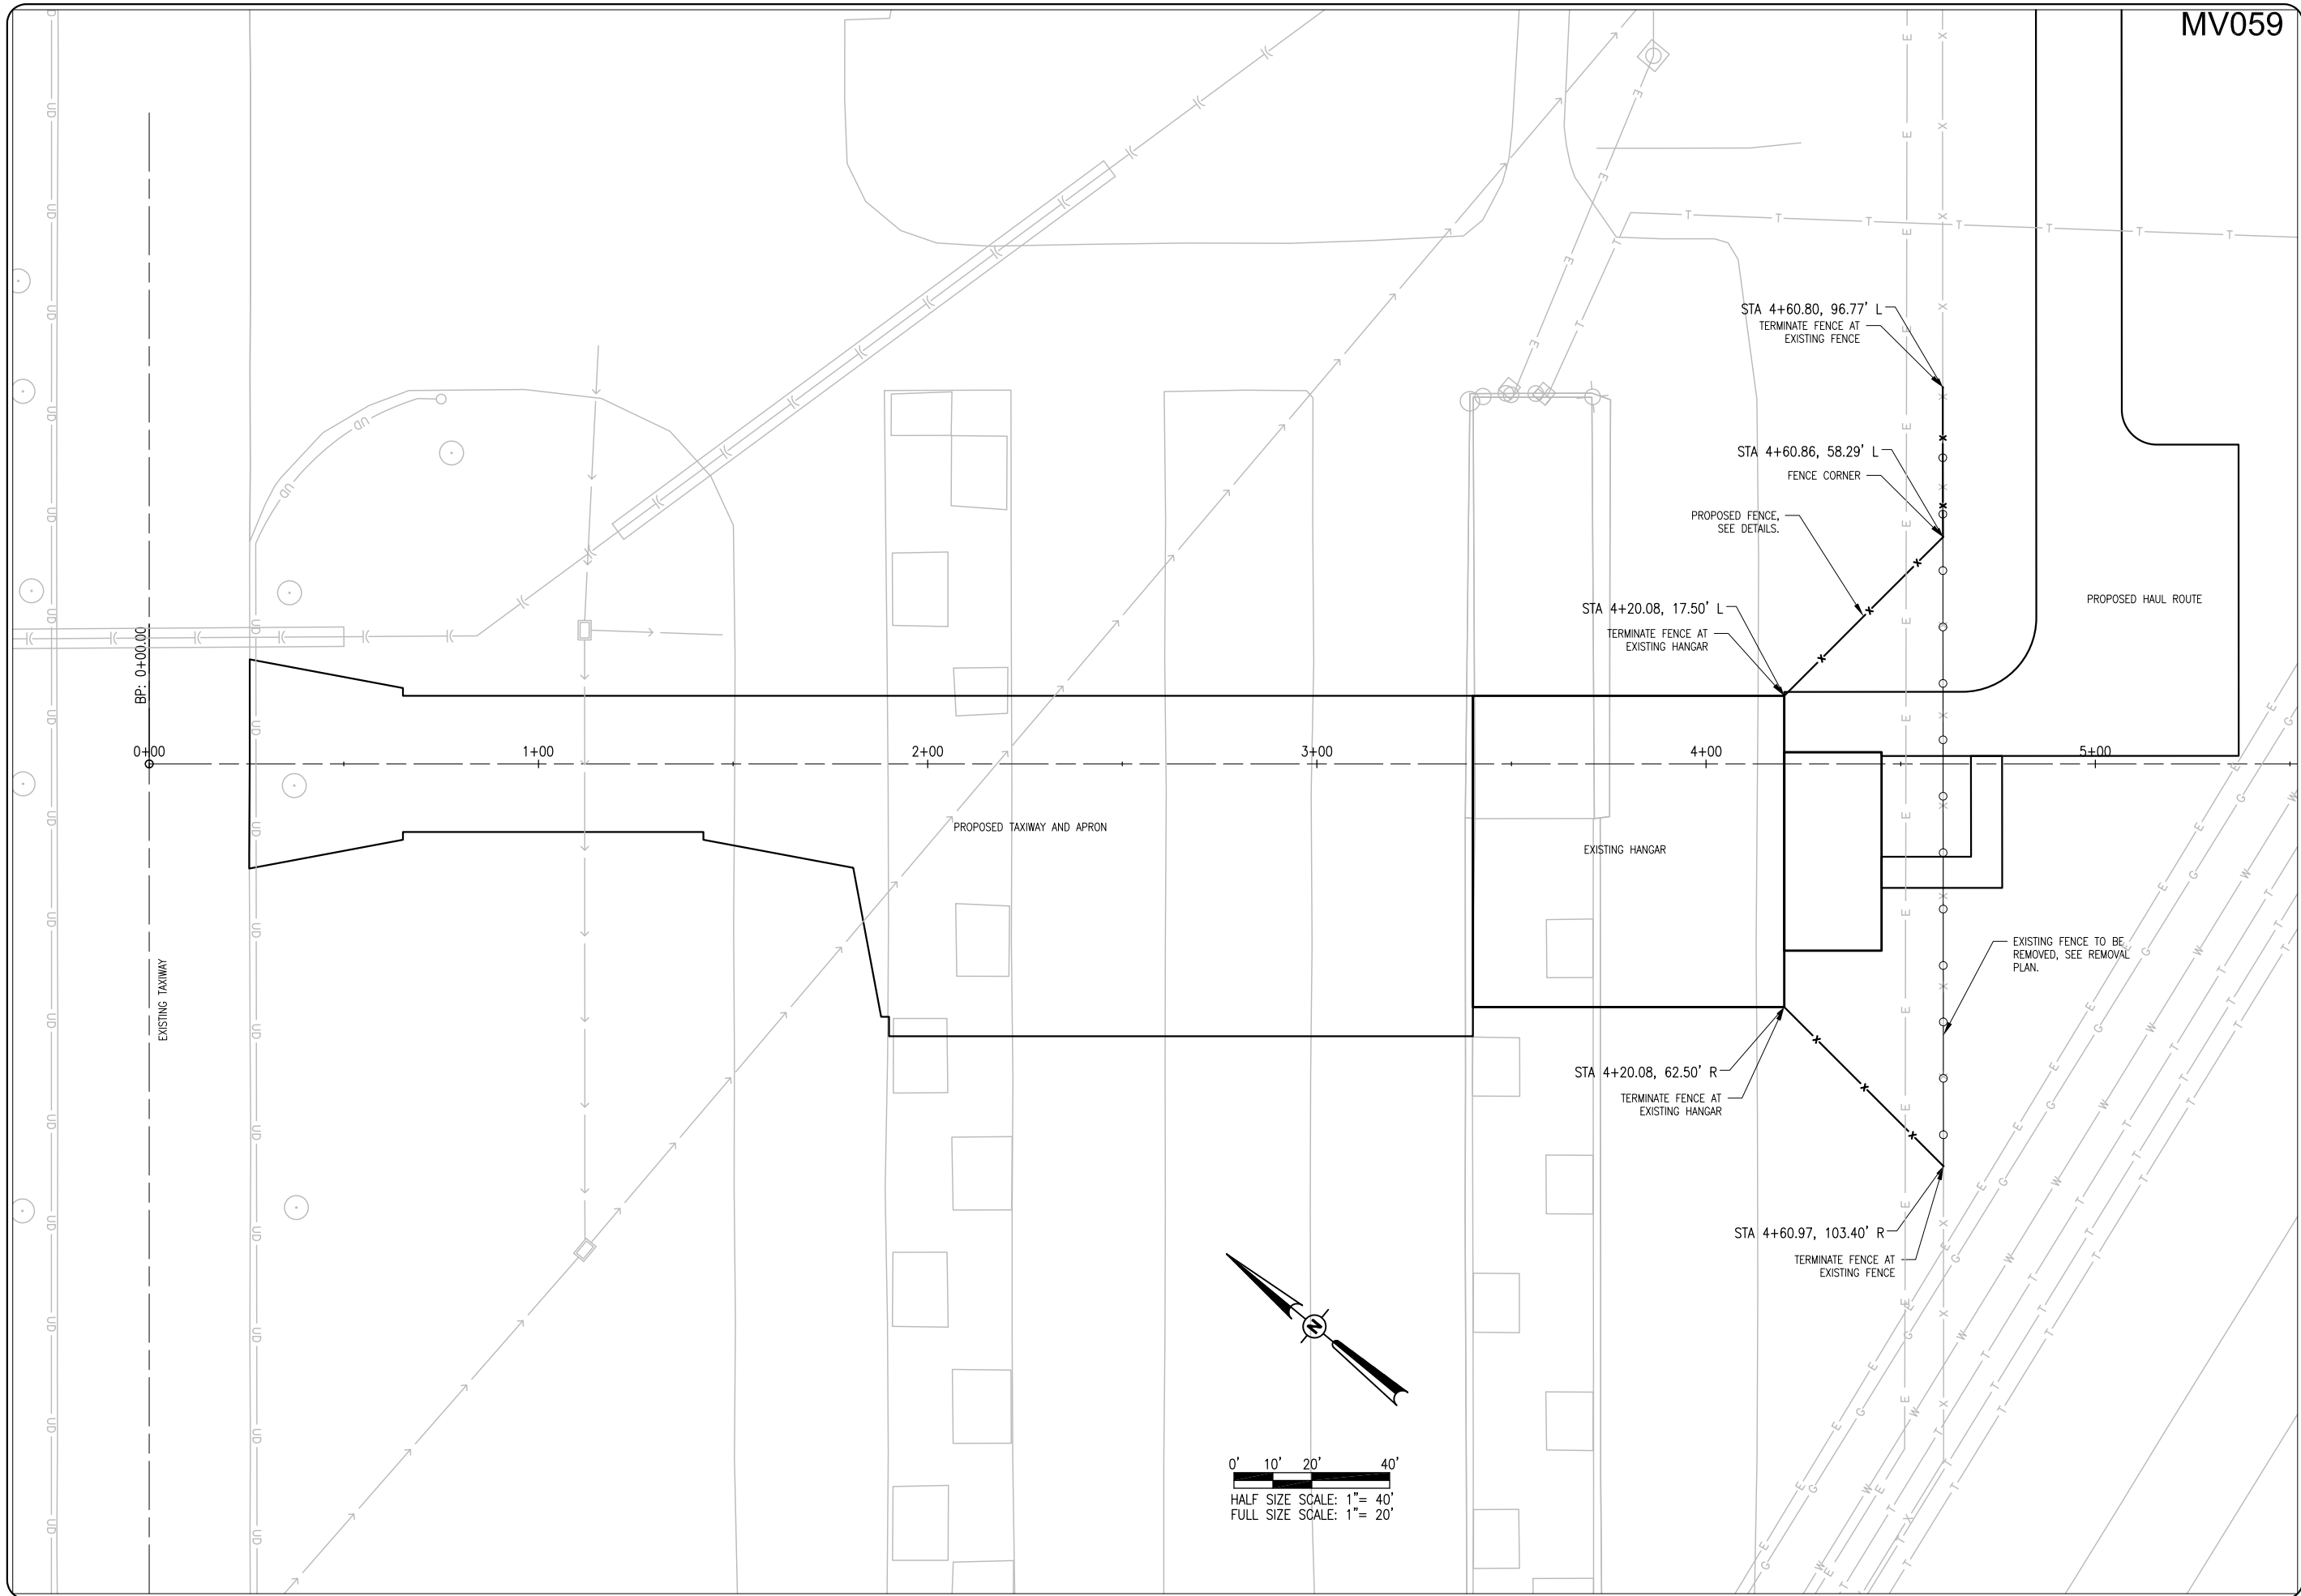 MV059
STA 4+60.80, 96.77' L
TERMINATE FENCE AT
EXISTING FENCE
STA 4+60.86, 58.29' L
FENCE CORNER
PROPOSED FENCE,
SEE DETAILS.
STA 4+20.08, 17.50' L
TERMINATE FENCE AT
EXISTING HANGAR
PROPOSED HAUL ROUTE
BP: 0+00.00
0+00
1+00
2+00
3+00
4+00
5+00
PROPOSED TAXIWAY AND APRON
EXISTING HANGAR
EXISTING TAXIWAY
EXISTING FENCE TO BE
REMOVED, SEE REMOVAL
PLAN.
STA 4+20.08, 62.50' R
TERMINATE FENCE AT
EXISTING HANGAR
STA 4+60.97, 103.40' R
TERMINATE FENCE AT
EXISTING FENCE
N
0' 10' 20' 40'
HALF SIZE SCALE: 1"= 40'
FULL SIZE SCALE: 1"= 20'